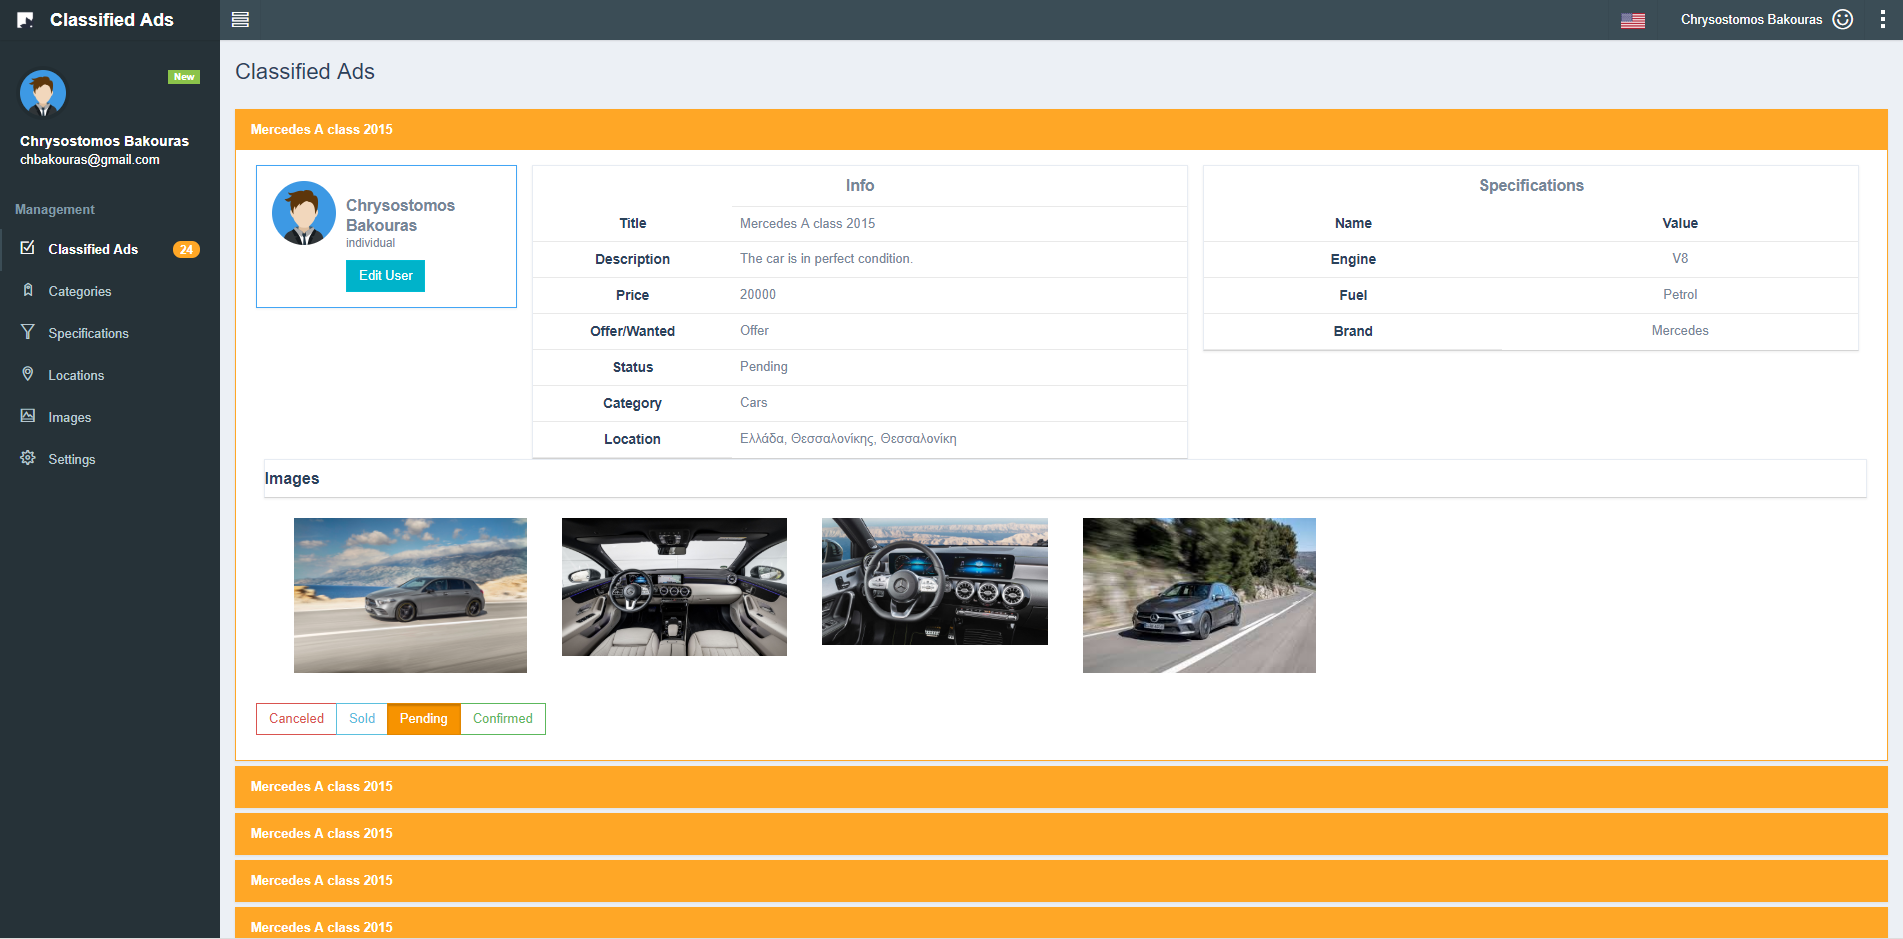 Classified Ads
Chrysostomos Bakouras
New
Chrysostomos Bakouras
chbakouras@gmail.com
Management
Classified Ads 24
Categories
Specifications
Locations
Images
Settings
Classified Ads
Mercedes A class 2015
Chrysostomos
Bakouras
individual
Edit User
Info
Title Mercedes A class 2015
Description The car is in perfect condition.
Price 20000
Offer/Wanted Offer
Status Pending
Category Cars
Location Ελλάδα, Θεσσαλονίκης, Θεσσαλονίκη
Specifications
Name Value
Engine V8
Fuel Petrol
Brand Mercedes
Images
Canceled Sold Pending Confirmed
Mercedes A class 2015
Mercedes A class 2015
Mercedes A class 2015
Mercedes A class 2015